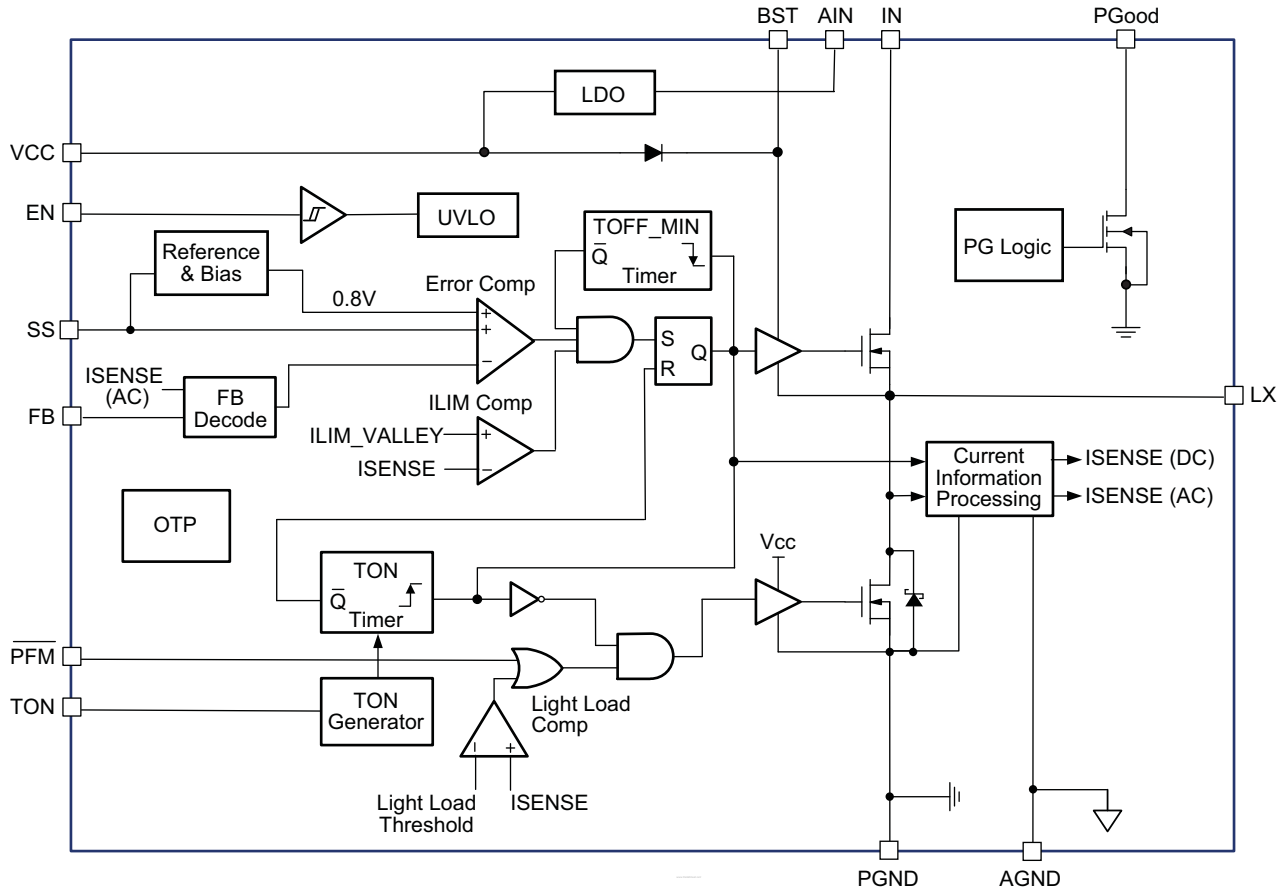 BST AIN IN PGood
LDO
VCC
EN
UVLO
TOFF_MIN
Q̅
Timer
PG Logic
Reference
& Bias
Error Comp
0.8V
+
+
−
SS
S
R
Q
ISENSE
(AC)
FB
Decode
FB
ILIM Comp
ILIM_VALLEY
+
ISENSE
−
LX
Current
Information
Processing
ISENSE (DC)
ISENSE (AC)
OTP
Vcc
TON
Q̅
Timer
P̅F̅M̅
TON
TON
Generator
Light Load
Comp
− +
Light Load
Threshold
ISENSE
PGND AGND